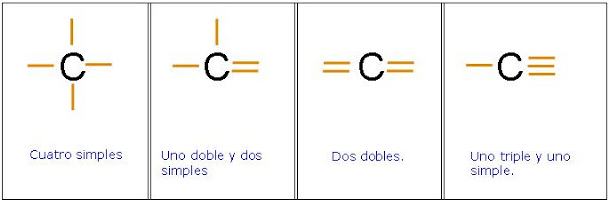 C
C
C
C
Cuatro simples
Uno doble y dos
simples
Dos dobles.
Uno triple y uno
simple.